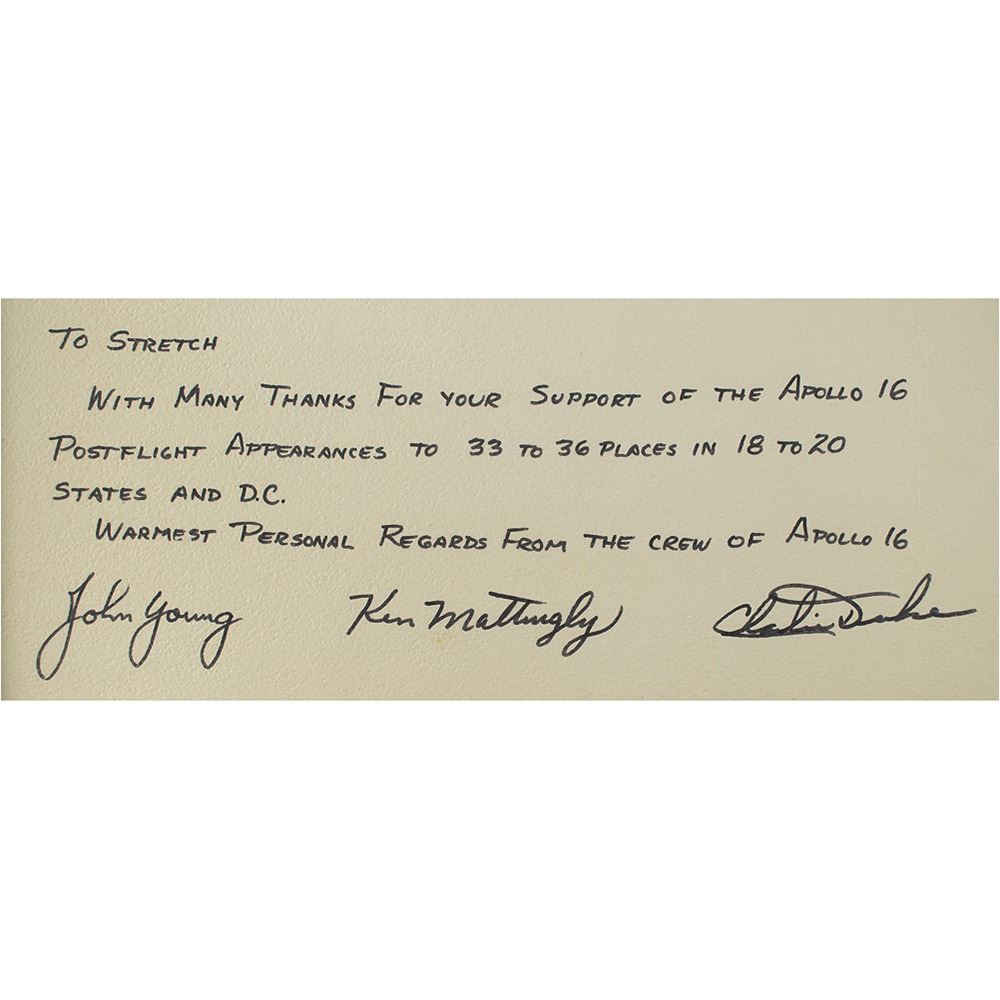 To Stretch
With Many Thanks For your Support of the Apollo 16
Postflight Appearances to 33 to 36 places in 18 to 20
States and D.C.
Warmest Personal Regards From the crew of Apollo 16
John Young Ken Mattingly Charlie Duke